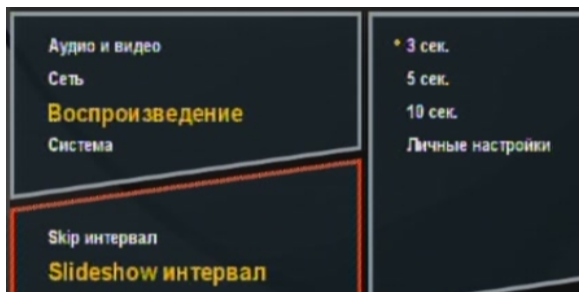 Аудио и видео
Сеть
Воспроизведение
Система
Skip интервал
Slideshow интервал
* 3 сек.
5 сек.
10 сек.
Личные настройки